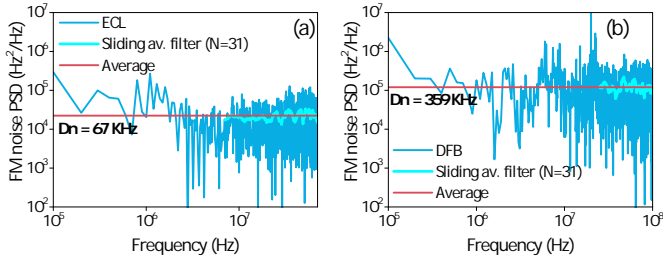 (a)
ECL
Sliding av. filter (N=31)
Average
Dn = 67 KHz
FM noise PSD (Hz²/Hz)
10⁷
10⁶
10⁵
10⁴
10³
10²
10⁵ 10⁶ 10⁷
Frequency (Hz)
(b)
Dn = 359 KHz
DFB
Sliding av. filter (N=31)
Average
FM noise PSD (Hz²/Hz)
10⁷
10⁶
10⁵
10⁴
10³
10²
10⁵ 10⁶ 10⁷ 10⁸
Frequency (Hz)